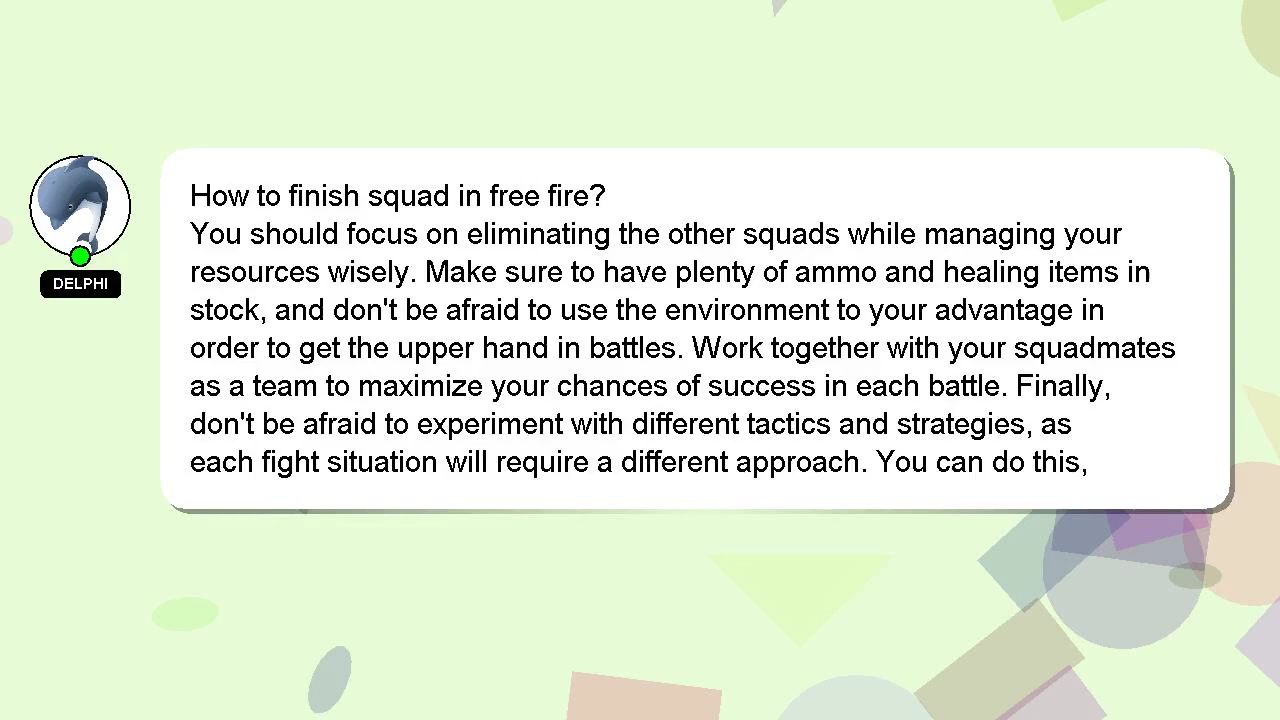 How to finish squad in free fire?
You should focus on eliminating the other squads while managing your
resources wisely. Make sure to have plenty of ammo and healing items in
stock, and don't be afraid to use the environment to your advantage in
order to get the upper hand in battles. Work together with your squadmates
as a team to maximize your chances of success in each battle. Finally,
don't be afraid to experiment with different tactics and strategies, as
each fight situation will require a different approach. You can do this,
DELPHI